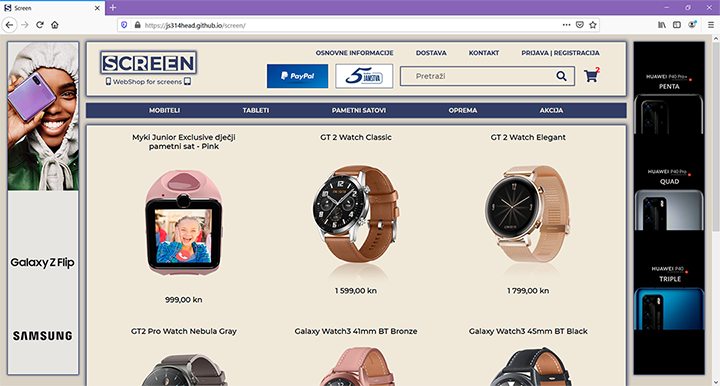 Screen
https://js314head.github.io/screen/
SCREEN
WebShop for screens
OSNOVNE INFORMACIJE
DOSTAVA
KONTAKT
PRIJAVA | REGISTRACIJA
PayPal
5
JAMSTVA
Pretraži
2
MOBITELI
TABLETI
PAMETNI SATOVI
OPREMA
AKCIJA
Myki Junior Exclusive dječji
pametni sat - Pink
GT 2 Watch Classic
GT 2 Watch Elegant
999,00 kn
1 599,00 kn
1 799,00 kn
GT2 Pro Watch Nebula Gray
Galaxy Watch3 41mm BT Bronze
Galaxy Watch3 45mm BT Black
Galaxy Z Flip
SAMSUNG
HUAWEI P40 Pro+
PENTA
HUAWEI P40 Pro
QUAD
HUAWEI P40
TRIPLE